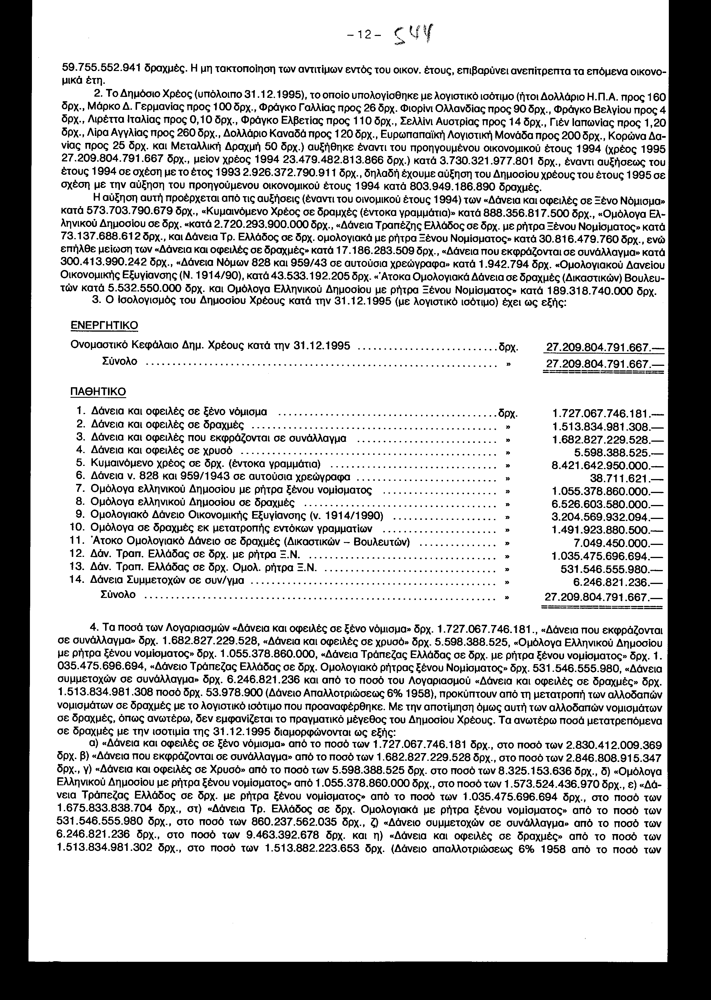 -12- 544
59.755.552.941 δραχμές. Η μη τακτοποίηση των αντιτίμων εντός του οικον. έτους, επιβαρύνει ανεπίτρεπτα τα επόμενα οικονο-
μικά έτη.
2. Το Δημόσιο Χρέος (υπόλοιπο 31.12.1995), το οποίο υπολογίσθηκε με λογιστικό ισότιμο (ήτοι Δολλάριο Η.Π.Α. προς 160
δρχ., Μάρκο Δ. Γερμανίας προς 100 δρχ., Φράγκο Γαλλίας προς 26 δρχ. Φιορίνι Ολλανδίας προς 90 δρχ., Φράγκο Βελγίου προς 4
δρχ., Λιρέττα Ιταλίας προς 0,10 δρχ., Φράγκο Ελβετίας προς 110 δρχ., Σελλίνι Αυστρίας προς 14 δρχ., Γιέν Ιαπωνίας προς 1,20
δρχ., Λίρα Αγγλίας προς 260 δρχ., Δολλάριο Καναδά προς 120 δρχ., Ευρωπαπαϊκή Λογιστική Μονάδα προς 200 δρχ., Κορώνα Δα-
νίας προς 25 δρχ. και Μεταλλική Δραχμή 50 δρχ.) αυξήθηκε έναντι του προηγουμένου οικονομικού έτους 1994 (χρέος 1995
27.209.804.791.667 δρχ., μείον χρέος 1994 23.479.482.813.866 δρχ.) κατά 3.730.321.977.801 δρχ., έναντι αυξήσεως του
έτους 1994 σε σχέση με το έτος 1993 2.926.372.790.911 δρχ., δηλαδή έχουμε αύξηση του Δημοσίου χρέους του έτους 1995 σε
σχέση με την αύξηση του προηγούμενου οικονομικού έτους 1994 κατά 803.949.186.890 δραχμές.
Η αύξηση αυτή προέρχεται από τις αυξήσεις (έναντι του οινομικού έτους 1994) των «Δάνεια και οφειλές σε Ξένο Νόμισμα»
κατά 573.703.790.679 δρχ., «Κυμαινόμενο Χρέος σε δραμχές (έντοκα γραμμάτια)» κατά 888.356.817.500 δρχ., «Ομόλογα Ελ-
ληνικού Δημοσίου σε δρχ. «κατά 2.720.293.900.000 δρχ., «Δάνεια Τραπέζης Ελλάδος σε δρχ. με ρήτρα Ξένου Νομίσματος» κατά
73.137.688.612 δρχ., και Δάνεια Τρ. Ελλάδος σε δρχ. ομολογιακά με ρήτρα Ξένου Νομίσματος» κατά 30.816.479.760 δρχ., ενώ
επήλθε μείωση των «Δάνεια και οφειλές σε δραχμές» κατά 17.186.283.509 δρχ., «Δάνεια που εκφράζονται σε συνάλλαγμα» κατά
300.413.990.242 δρχ., «Δάνεια Νόμων 828 και 959/43 σε αυτούσια χρεώγραφα» κατά 1.942.794 δρχ. «Ομολογιακού Δανείου
Οικονομικής Εξυγίανσης (Ν. 1914/90), κατά 43.533.192.205 δρχ. «Άτοκα Ομολογιακά Δάνεια σε δραχμές (Δικαστικών) Βουλευ-
τών κατά 5.532.550.000 δρχ. και Ομόλογα Ελληνικού Δημοσίου με ρήτρα Ξένου Νομίσματος» κατά 189.318.740.000 δρχ.
3. Ο Ισολογισμός του Δημοσίου Χρέους κατά την 31.12.1995 (με λογιστικό ισότιμο) έχει ως εξής:
ΕΝΕΡΓΗΤΙΚΟ
Ονομαστικό Κεφάλαιο Δημ. Χρέους κατά την 31.12.1995 ........ δρχ. 27.209.804.791.667.—
Σύνολο ........ » 27.209.804.791.667.—
ΠΑΘΗΤΙΚΟ
1. Δάνεια και οφειλές σε ξένο νόμισμα ........ δρχ. 1.727.067.746.181.—
2. Δάνεια και οφειλές σε δραχμές ........ » 1.513.834.981.308.—
3. Δάνεια και οφειλές που εκφράζονται σε συνάλλαγμα ........ » 1.682.827.229.528.—
4. Δάνεια και οφειλές σε χρυσό ........ » 5.598.388.525.—
5. Κυμαινόμενο χρέος σε δρχ. (έντοκα γραμμάτια) ........ » 8.421.642.950.000.—
6. Δάνεια ν. 828 και 959/1943 σε αυτούσια χρεώγραφα ........ » 38.711.621.—
7. Ομόλογα ελληνικού Δημοσίου με ρήτρα ξένου νομίσματος ........ » 1.055.378.860.000.—
8. Ομόλογα ελληνικού Δημοσίου σε δραχμές ........ » 6.526.603.580.000.—
9. Ομολογιακό Δάνειο Οικονομικής Εξυγίανσης (ν. 1914/1990) ........ » 3.204.569.932.094.—
10. Ομόλογα σε δραχμές εκ μετατροπής εντόκων γραμματίων ........ » 1.491.923.880.500.—
11. Άτοκο Ομολογιακό Δάνειο σε δραχμές (Δικαστικών – Βουλευτών) ........ » 7.049.450.000.—
12. Δάν. Τραπ. Ελλάδας σε δρχ. με ρήτρα Ξ.Ν. ........ » 1.035.475.696.694.—
13. Δάν. Τραπ. Ελλάδας σε δρχ. Ομολ. ρήτρα Ξ.Ν. ........ » 531.546.555.980.—
14. Δάνεια Συμμετοχών σε συν/γμα ........ » 6.246.821.236.—
Σύνολο ........ » 27.209.804.791.667.—
4. Τα ποσά των Λογαριασμών «Δάνεια και οφειλές σε ξένο νόμισμα» δρχ. 1.727.067.746.181., «Δάνεια που εκφράζονται
σε συνάλλαγμα» δρχ. 1.682.827.229.528, «Δάνεια και οφειλές σε χρυσό» δρχ. 5.598.388.525, «Ομόλογα Ελληνικού Δημοσίου
με ρήτρα ξένου νομίσματος» δρχ. 1.055.378.860.000, «Δάνεια Τράπεζας Ελλάδας σε δρχ. με ρήτρα ξένου νομίσματος» δρχ. 1.
035.475.696.694, «Δάνειο Τράπεζας Ελλάδας σε δρχ. Ομολογιακό ρήτρας ξένου Νομίσματος» δρχ. 531.546.555.980, «Δάνεια
συμμετοχών σε συνάλλαγμα» δρχ. 6.246.821.236 και από το ποσό του Λογαριασμού «Δάνεια και οφειλές σε δραχμές» δρχ.
1.513.834.981.308 ποσό δρχ. 53.978.900 (Δάνειο Απαλλοτριώσεως 6% 1958), προκύπτουν από τη μετατροπή των αλλοδαπών
νομισμάτων σε δραχμές με το λογιστικό ισότιμο που προαναφέρθηκε. Με την αποτίμηση όμως αυτή των αλλοδαπών νομισμάτων
σε δραχμές, όπως ανωτέρω, δεν εμφανίζεται το πραγματικό μέγεθος του Δημοσίου Χρέους. Τα ανωτέρω ποσά μετατρεπόμενα
σε δραχμές με την ισοτιμία της 31.12.1995 διαμορφώνονται ως εξής:
α) «Δάνεια και οφειλές σε ξένο νόμισμα» από το ποσό των 1.727.067.746.181 δρχ., στο ποσό των 2.830.412.009.369
δρχ. β) «Δάνεια που εκφράζονται σε συνάλλαγμα» από το ποσό των 1.682.827.229.528 δρχ., στο ποσό των 2.846.808.915.347
δρχ., γ) «Δάνεια και οφειλές σε Χρυσό» από το ποσό των 5.598.388.525 δρχ. στο ποσό των 8.325.153.636 δρχ., δ) «Ομόλογα
Ελληνικού Δημοσίου με ρήτρα ξένου νομίσματος» από 1.055.378.860.000 δρχ., στο ποσό των 1.573.524.436.970 δρχ., ε) «Δά-
νεια Τράπεζας Ελλάδος σε δρχ. με ρήτρα ξένου νομίσματος» από το ποσό των 1.035.475.696.694 δρχ., στο ποσό των
1.675.833.838.704 δρχ., στ) «Δάνεια Τρ. Ελλάδος σε δρχ. Ομολογιακά με ρήτρα ξένου νομίσματος» από το ποσό των
531.546.555.980 δρχ., στο ποσό των 860.237.562.035 δρχ., ζ) «Δάνειο συμμετοχών σε συνάλλαγμα» από το ποσό των
6.246.821.236 δρχ., στο ποσό των 9.463.392.678 δρχ. και η) «Δάνεια και οφειλές σε δραχμές» από το ποσό των
1.513.834.981.302 δρχ., στο ποσό των 1.513.882.223.653 δρχ. (Δάνειο απαλλοτριώσεως 6% 1958 από το ποσό των